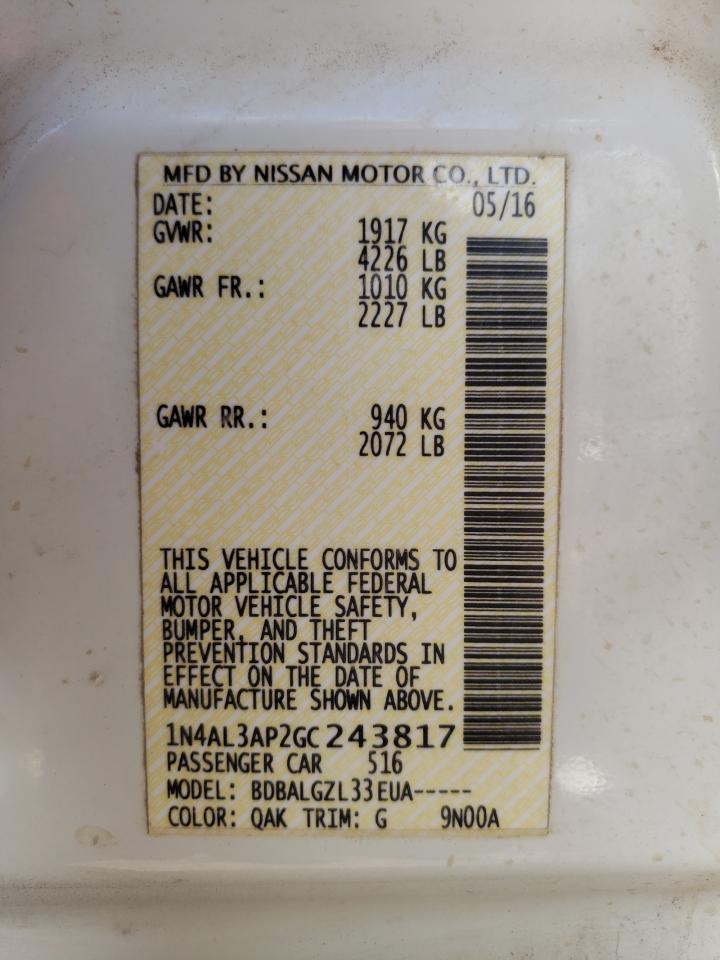 MFD BY NISSAN MOTOR CO., LTD.
DATE: 05/16
GVWR: 1917 KG
4226 LB
GAWR FR.: 1010 KG
2227 LB
GAWR RR.: 940 KG
2072 LB
THIS VEHICLE CONFORMS TO
ALL APPLICABLE FEDERAL
MOTOR VEHICLE SAFETY,
BUMPER, AND THEFT
PREVENTION STANDARDS IN
EFFECT ON THE DATE OF
MANUFACTURE SHOWN ABOVE.
1N4AL3AP2GC243817
PASSENGER CAR 516
MODEL: BDBALGZL33EUA-----
COLOR: QAK TRIM: G 9N00A